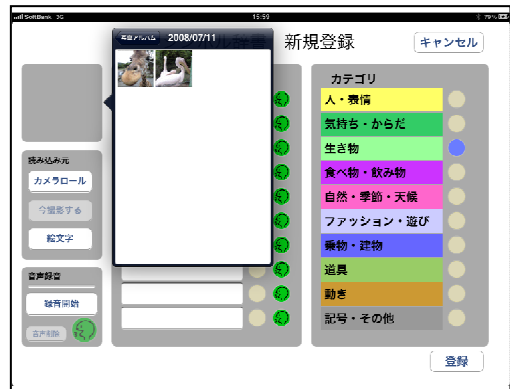 SoftBank 3G
15:59
79%
写真アルバム
2008/07/11
新規登録
キャンセル
読み込み元
カメラロール
今撮影する
絵文字
音声録音
録音開始
音声削除
カテゴリ
人・表情
気持ち・からだ
生き物
食べ物・飲み物
自然・季節・天候
ファッション・遊び
乗物・建物
道具
動き
記号・その他
登録